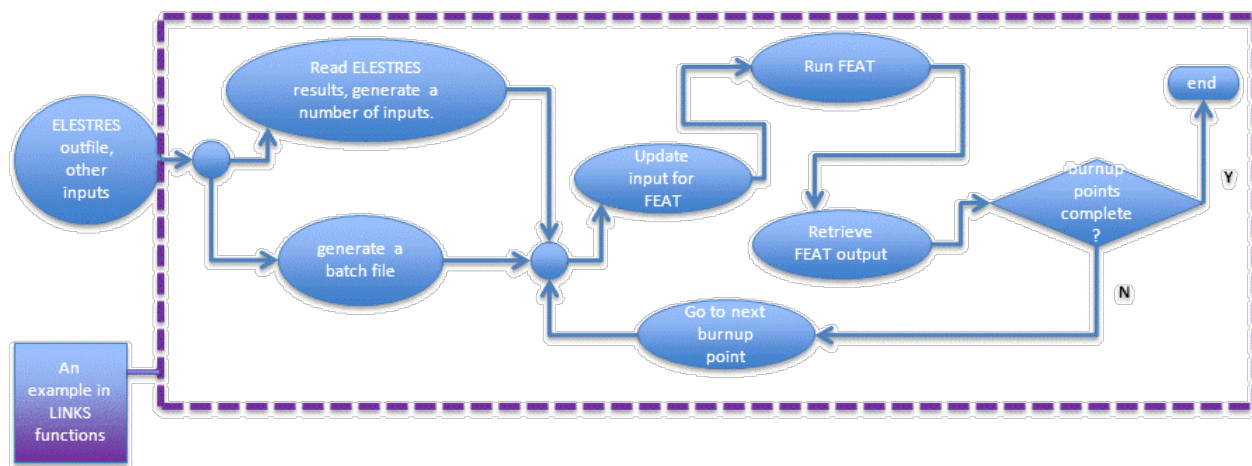 ELESTRES
outfile,
other
inputs
Read ELESTRES
results, generate a
number of inputs.
generate a
batch file
Update
input for
FEAT
Run FEAT
Retrieve
FEAT output
burnup
points
complete
?
Y
end
N
Go to next
burnup
point
An
example in
LINKS
functions